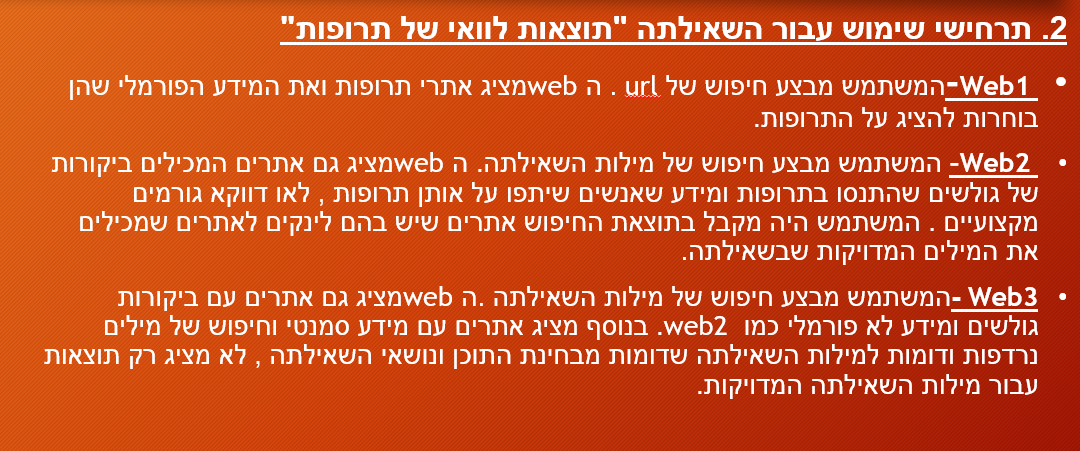 2. תרחישי שימוש עבור השאילתה "תוצאות לוואי של תרופות"
• Web1-המשתמש מבצע חיפוש של url . ה webמציג אתרי תרופות ואת המידע הפורמלי שהן
בוחרות להציג על התרופות.
• Web2- המשתמש מבצע חיפוש של מילות השאילתה. ה webמציג גם אתרים המכילים ביקורות
של גולשים שהתנסו בתרופות ומידע שאנשים שיתפו על אותן תרופות , לאו דווקא גורמים
מקצועיים . המשתמש היה מקבל בתוצאת החיפוש אתרים שיש בהם לינקים לאתרים שמכילים
את המילים המדויקות שבשאילתה.
• Web3 -המשתמש מבצע חיפוש של מילות השאילתה .ה webמציג גם אתרים עם ביקורות
גולשים ומידע לא פורמלי כמו web2. בנוסף מציג אתרים עם מידע סמנטי וחיפוש של מילים
נרדפות ודומות למילות השאילתה שדומות מבחינת התוכן ונושאי השאילתה , לא מציג רק תוצאות
עבור מילות השאילתה המדויקות.